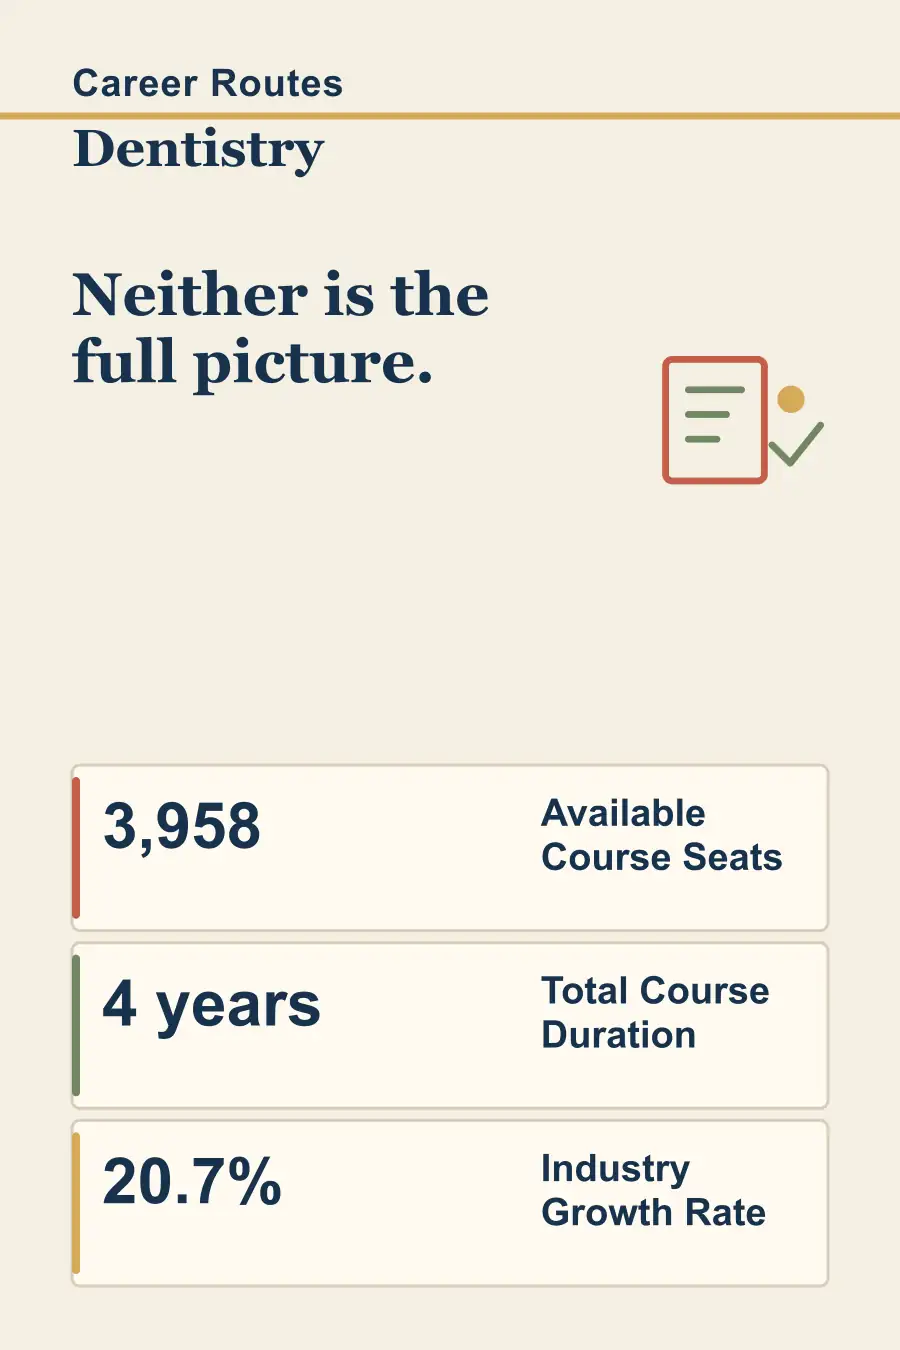 Career Routes
Dentistry
Neither is the
full picture.
3,958
Available
Course Seats
4 years
Total Course
Duration
20.7%
Industry
Growth Rate